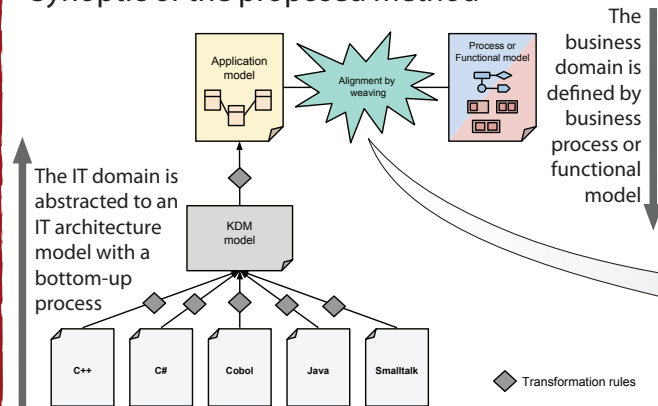 Synoptic of the proposed method
The
business
domain is
defined by
business
process or
functional
model
Application
model
Alignment by
weaving
Process or
Functional model
The IT domain is
abstracted to an
IT architecture
model with a
bottom-up
process
KDM
model
C++
C#
Cobol
Java
Smalltalk
Transformation rules